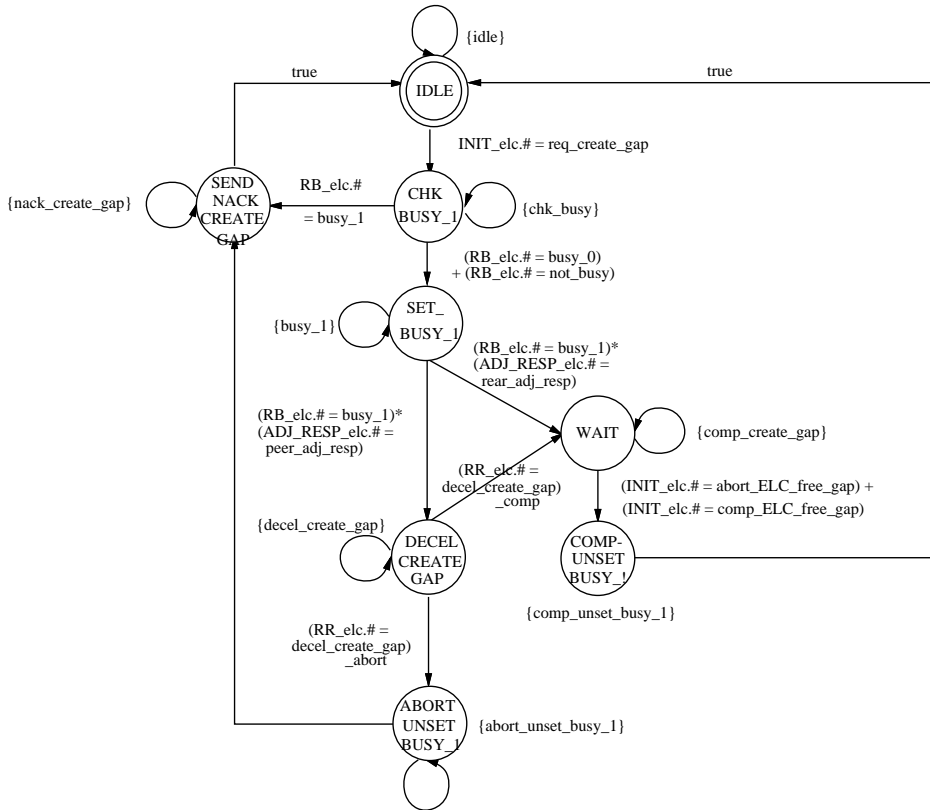 {idle}
true
true
IDLE
INIT_elc.# = req_create_gap
SEND
NACK
CREATE
GAP
{nack_create_gap}
RB_elc.#
= busy_1
CHK
BUSY_1
{chk_busy}
(RB_elc.# = busy_0)
+ (RB_elc.# = not_busy)
SET_
BUSY_1
{busy_1}
(RB_elc.# = busy_1)*
(ADJ_RESP_elc.# =
rear_adj_resp)
(RB_elc.# = busy_1)*
(ADJ_RESP_elc.# =
peer_adj_resp)
WAIT
{comp_create_gap}
(RR_elc.# =
decel_create_gap)
_comp
(INIT_elc.# = abort_ELC_free_gap) +
(INIT_elc.# = comp_ELC_free_gap)
{decel_create_gap}
DECEL
CREATE
GAP
COMP-
UNSET
BUSY_!
{comp_unset_busy_1}
(RR_elc.# =
decel_create_gap)
_abort
ABORT
UNSET
BUSY_1
{abort_unset_busy_1}